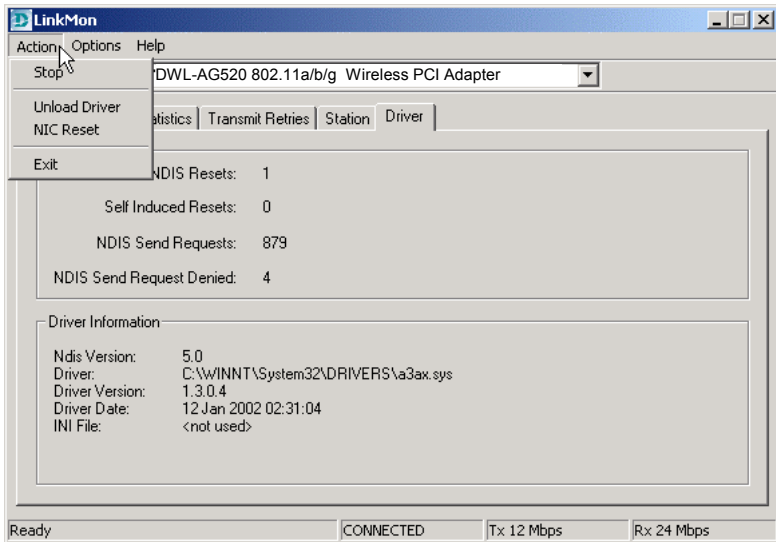 LinkMon
Action Options Help
Stop
DWL-AG520 802.11a/b/g Wireless PCI Adapter
Unload Driver
NIC Reset
Exit
Transmit Retries Station Driver
NDIS Resets: 1
Self Induced Resets: 0
NDIS Send Requests: 879
NDIS Send Request Denied: 4
Driver Information
Ndis Version: 5.0
Driver: C:\WINNT\System32\DRIVERS\a3ax.sys
Driver Version: 1.3.0.4
Driver Date: 12 Jan 2002 02:31:04
INI File: <not used>
Ready CONNECTED Tx 12 Mbps Rx 24 Mbps